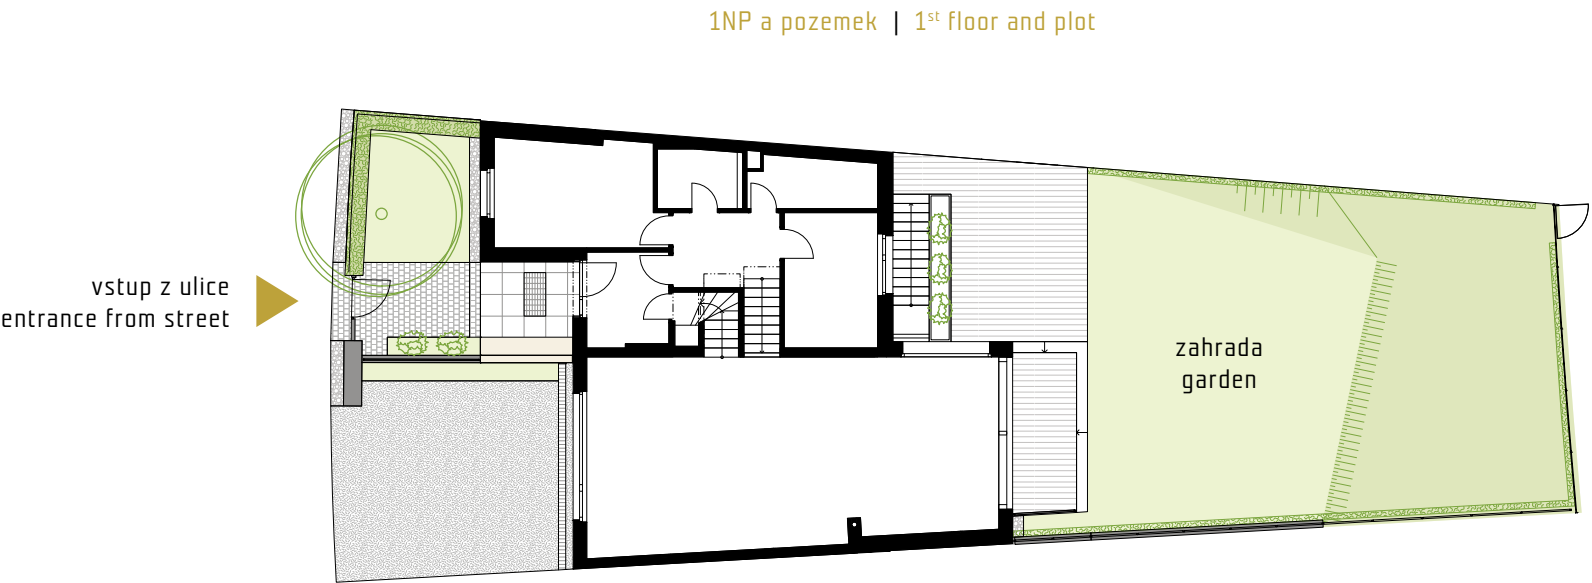 1NP a pozemek | 1st floor and plot
vstup z ulice
entrance from street
zahrada
garden